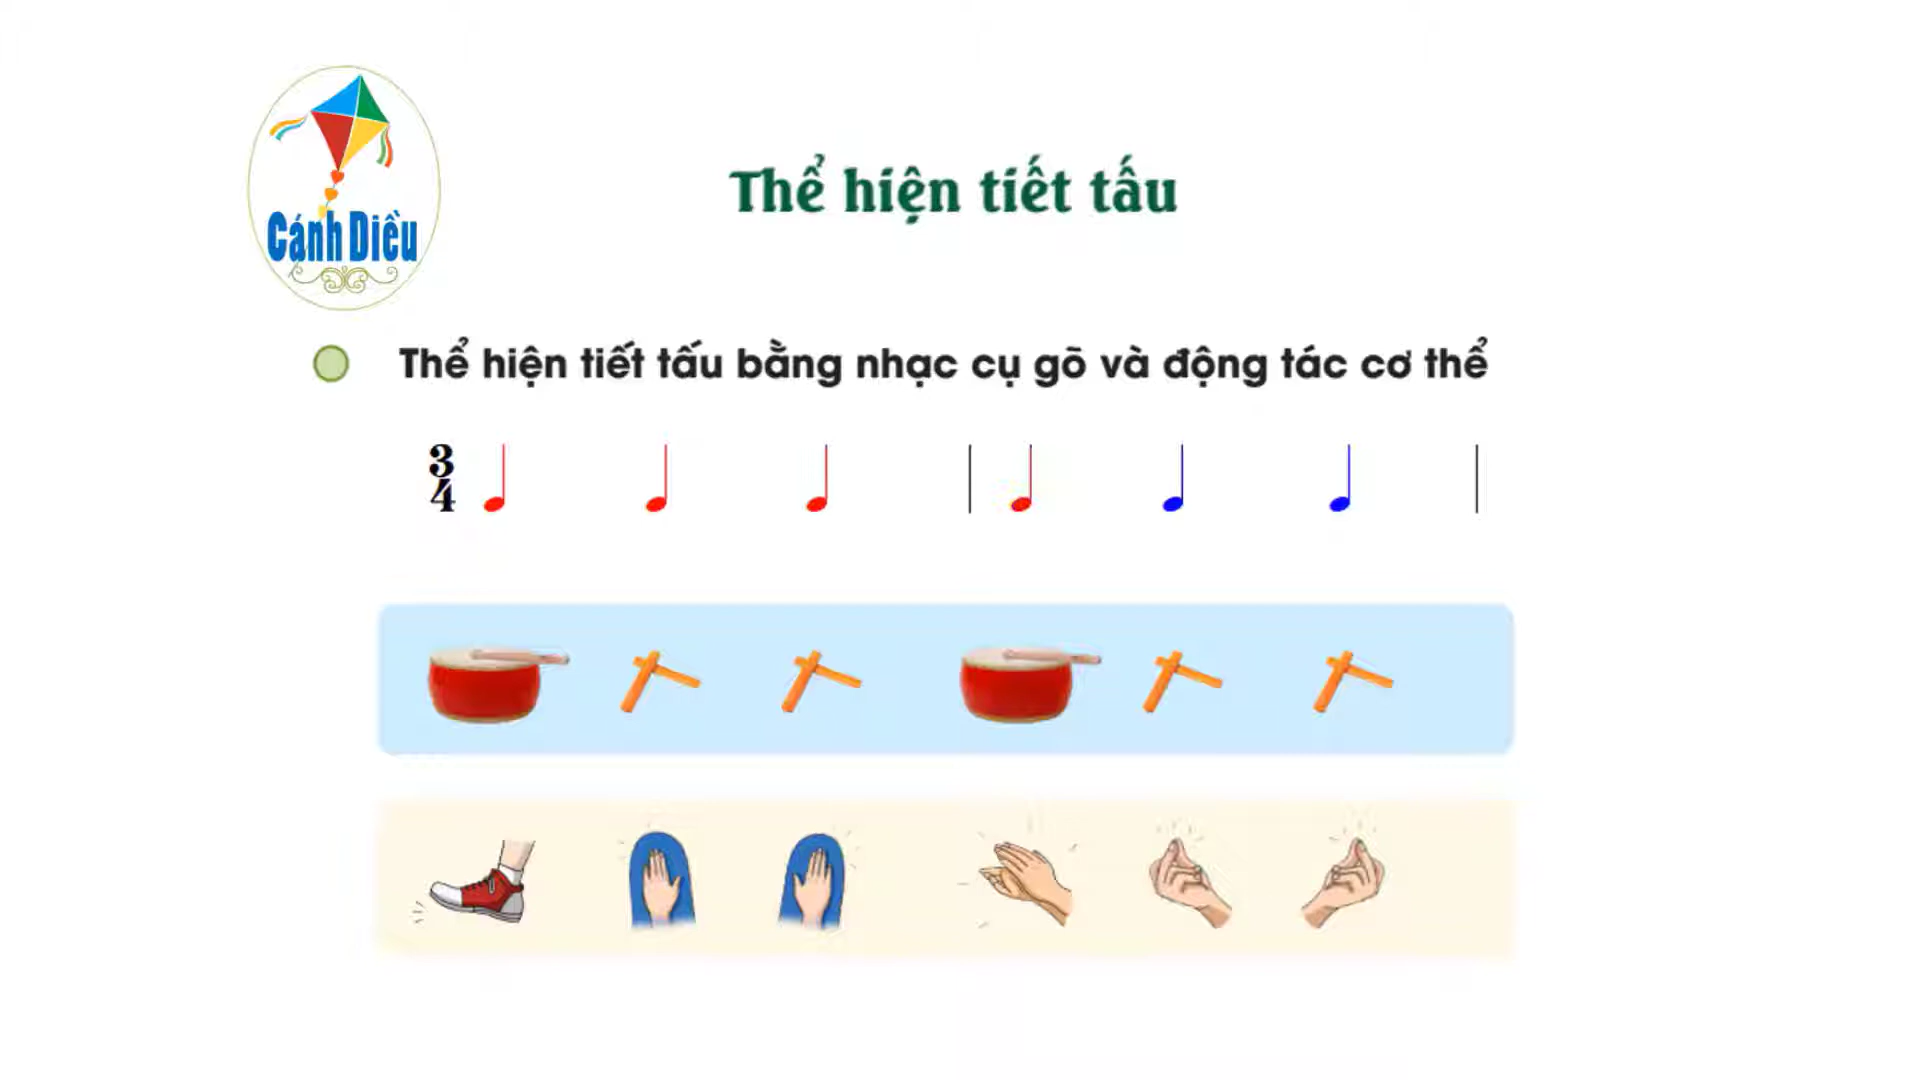 Cánh Diều
Thể hiện tiết tấu
Thể hiện tiết tấu bằng nhạc cụ gõ và động tác cơ thể
3
4